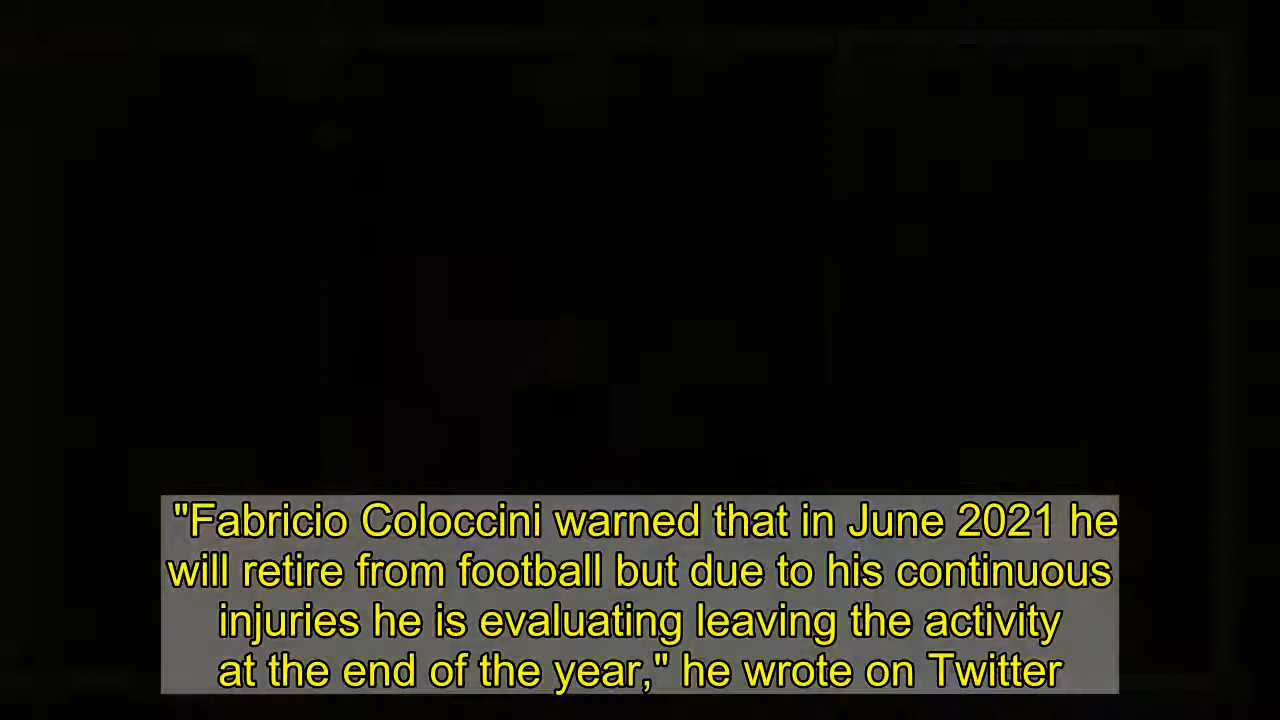 "Fabricio Coloccini warned that in June 2021 he
will retire from football but due to his continuous
injuries he is evaluating leaving the activity
at the end of the year," he wrote on Twitter